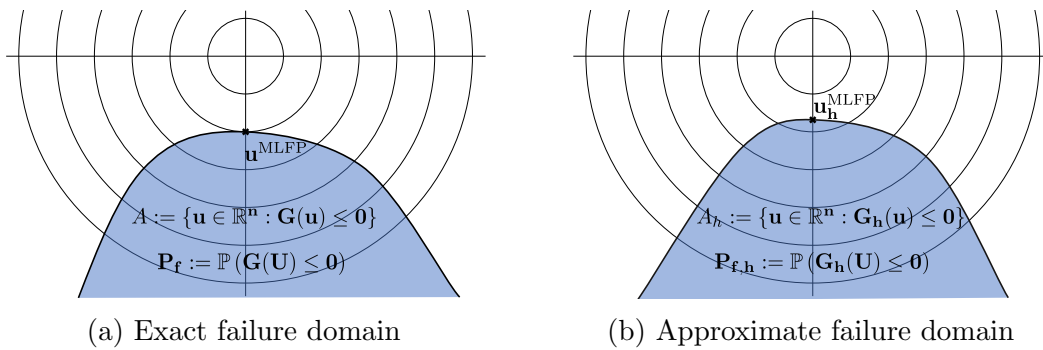 u^MLFP
A := {u ∈ ℝ^n : G(u) ≤ 0}
P_f := ℙ (G(U) ≤ 0)
(a) Exact failure domain
u_h^MLFP
A_h := {u ∈ ℝ^n : G_h(u) ≤ 0}
P_f,h := ℙ (G_h(U) ≤ 0)
(b) Approximate failure domain